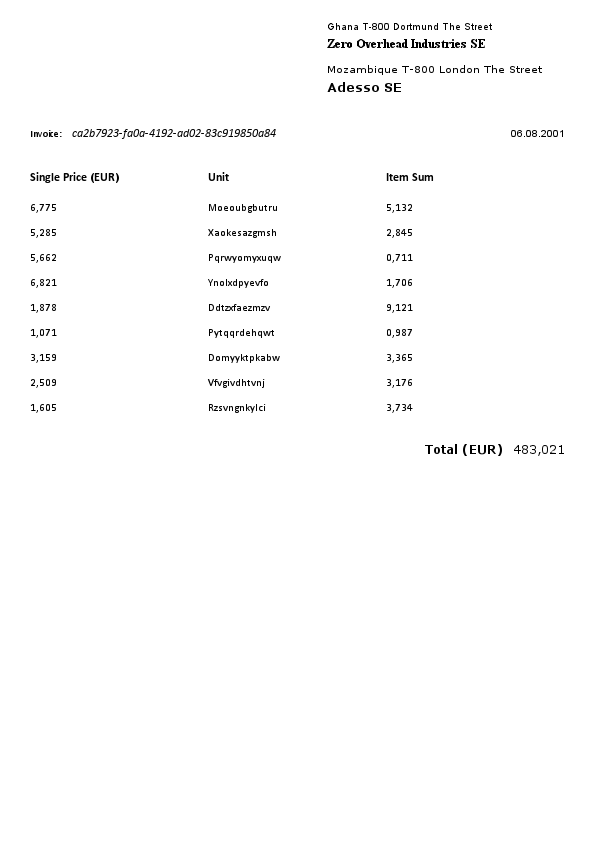 Ghana T-800 Dortmund The Street
Zero Overhead Industries SE
Mozambique T-800 London The Street
Adesso SE
Invoice: ca2b7923-fa0a-4192-ad02-83c919850a84 06.08.2001
Single Price (EUR) Unit Item Sum
6,775 Moeoubgbutru 5,132
5,285 Xaokesazgmsh 2,845
5,662 Pqrwyomyxuqw 0,711
6,821 Ynolxdpyevfo 1,706
1,878 Ddtzxfaezmzv 9,121
1,071 Pytqqrdehqwt 0,987
3,159 Domyyktpkabw 3,365
2,509 Vfvgivdhtvnj 3,176
1,605 Rzsvngnkylci 3,734
Total (EUR) 483,021